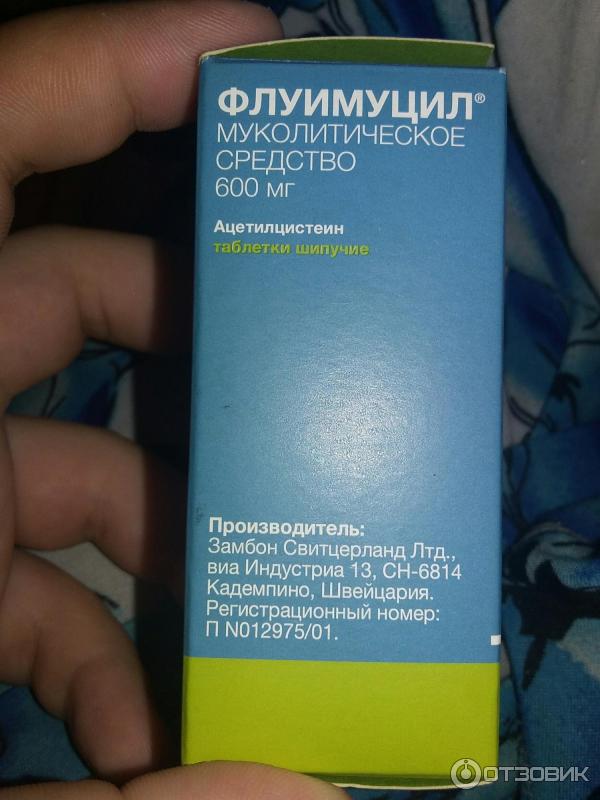 ФЛУИМУЦИЛ®
МУКОЛИТИЧЕСКОЕ
СРЕДСТВО
600 мг
Ацетилцистеин
таблетки шипучие
Производитель:
Замбон Свитцерланд Лтд.,
виа Индустриа 13, СН-6814
Кадемпино, Швейцария.
Регистрационный номер:
П N012975/01.
ОТЗОВИК